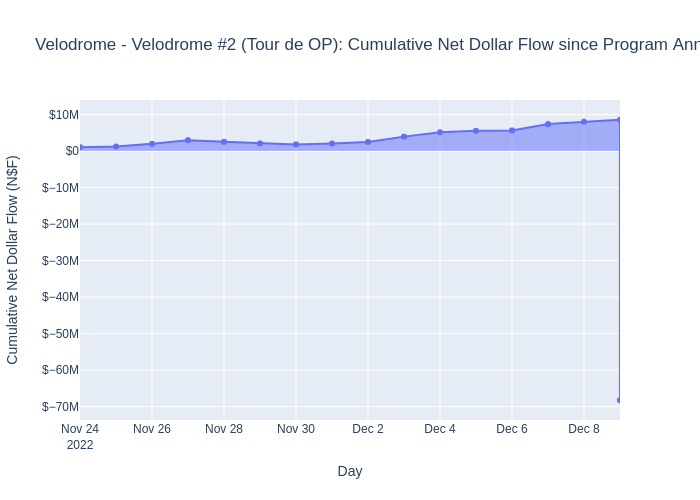 Velodrome - Velodrome #2 (Tour de OP): Cumulative Net Dollar Flow since Program Ann
$10M
$0
$−10M
$−20M
$−30M
$−40M
$−50M
$−60M
$−70M
Cumulative Net Dollar Flow (N$F)
Nov 24 Nov 26 Nov 28 Nov 30 Dec 2 Dec 4 Dec 6 Dec 8
2022
Day